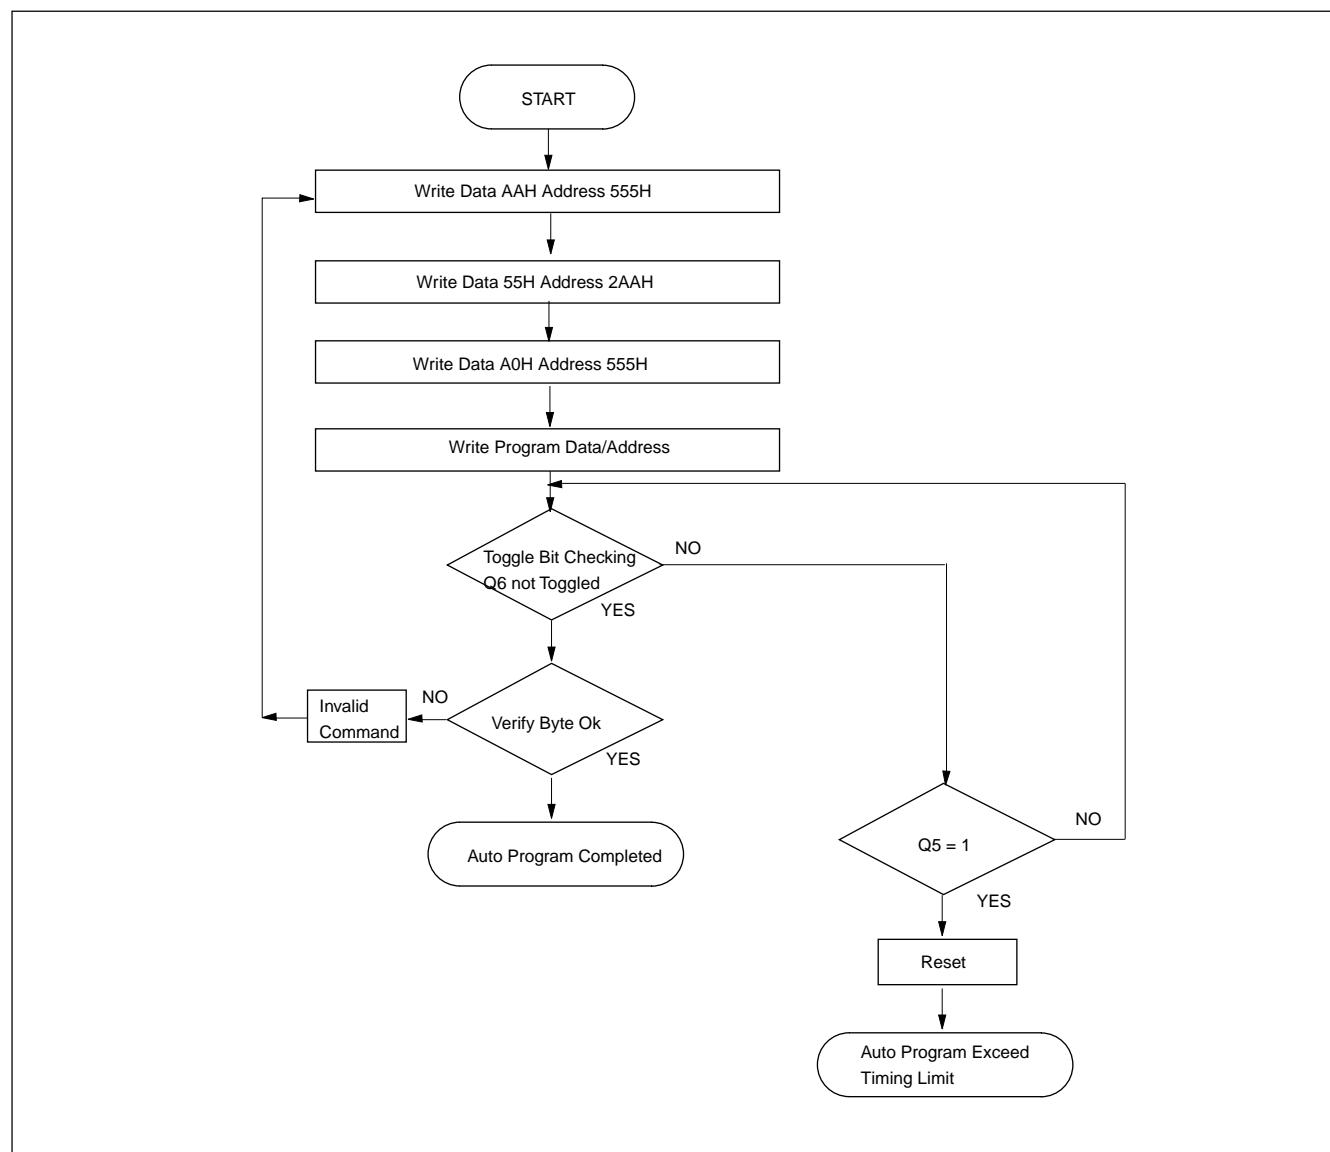 START
Write Data AAH Address 555H
Write Data 55H Address 2AAH
Write Data A0H Address 555H
Write Program Data/Address
Toggle Bit Checking
Q6 not Toggled
NO
YES
Invalid
Command
NO
Verify Byte Ok
YES
Auto Program Completed
Q5 = 1
NO
YES
Reset
Auto Program Exceed
Timing Limit